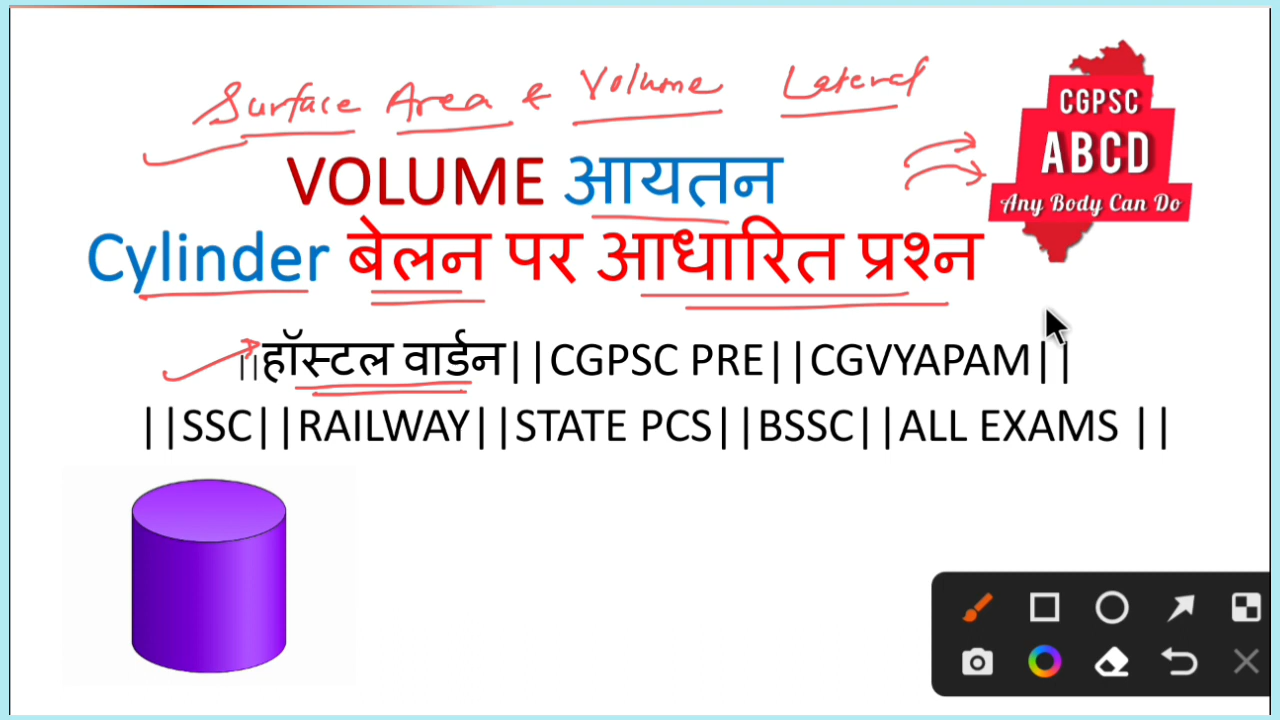 Surface Area & Volume Lateral
CGPSC
ABCD
Any Body Can Do
VOLUME आयतन
Cylinder बेलन पर आधारित प्रश्न
||हॉस्टल वार्डन||CGPSC PRE||CGVYAPAM||
||SSC||RAILWAY||STATE PCS||BSSC||ALL EXAMS ||